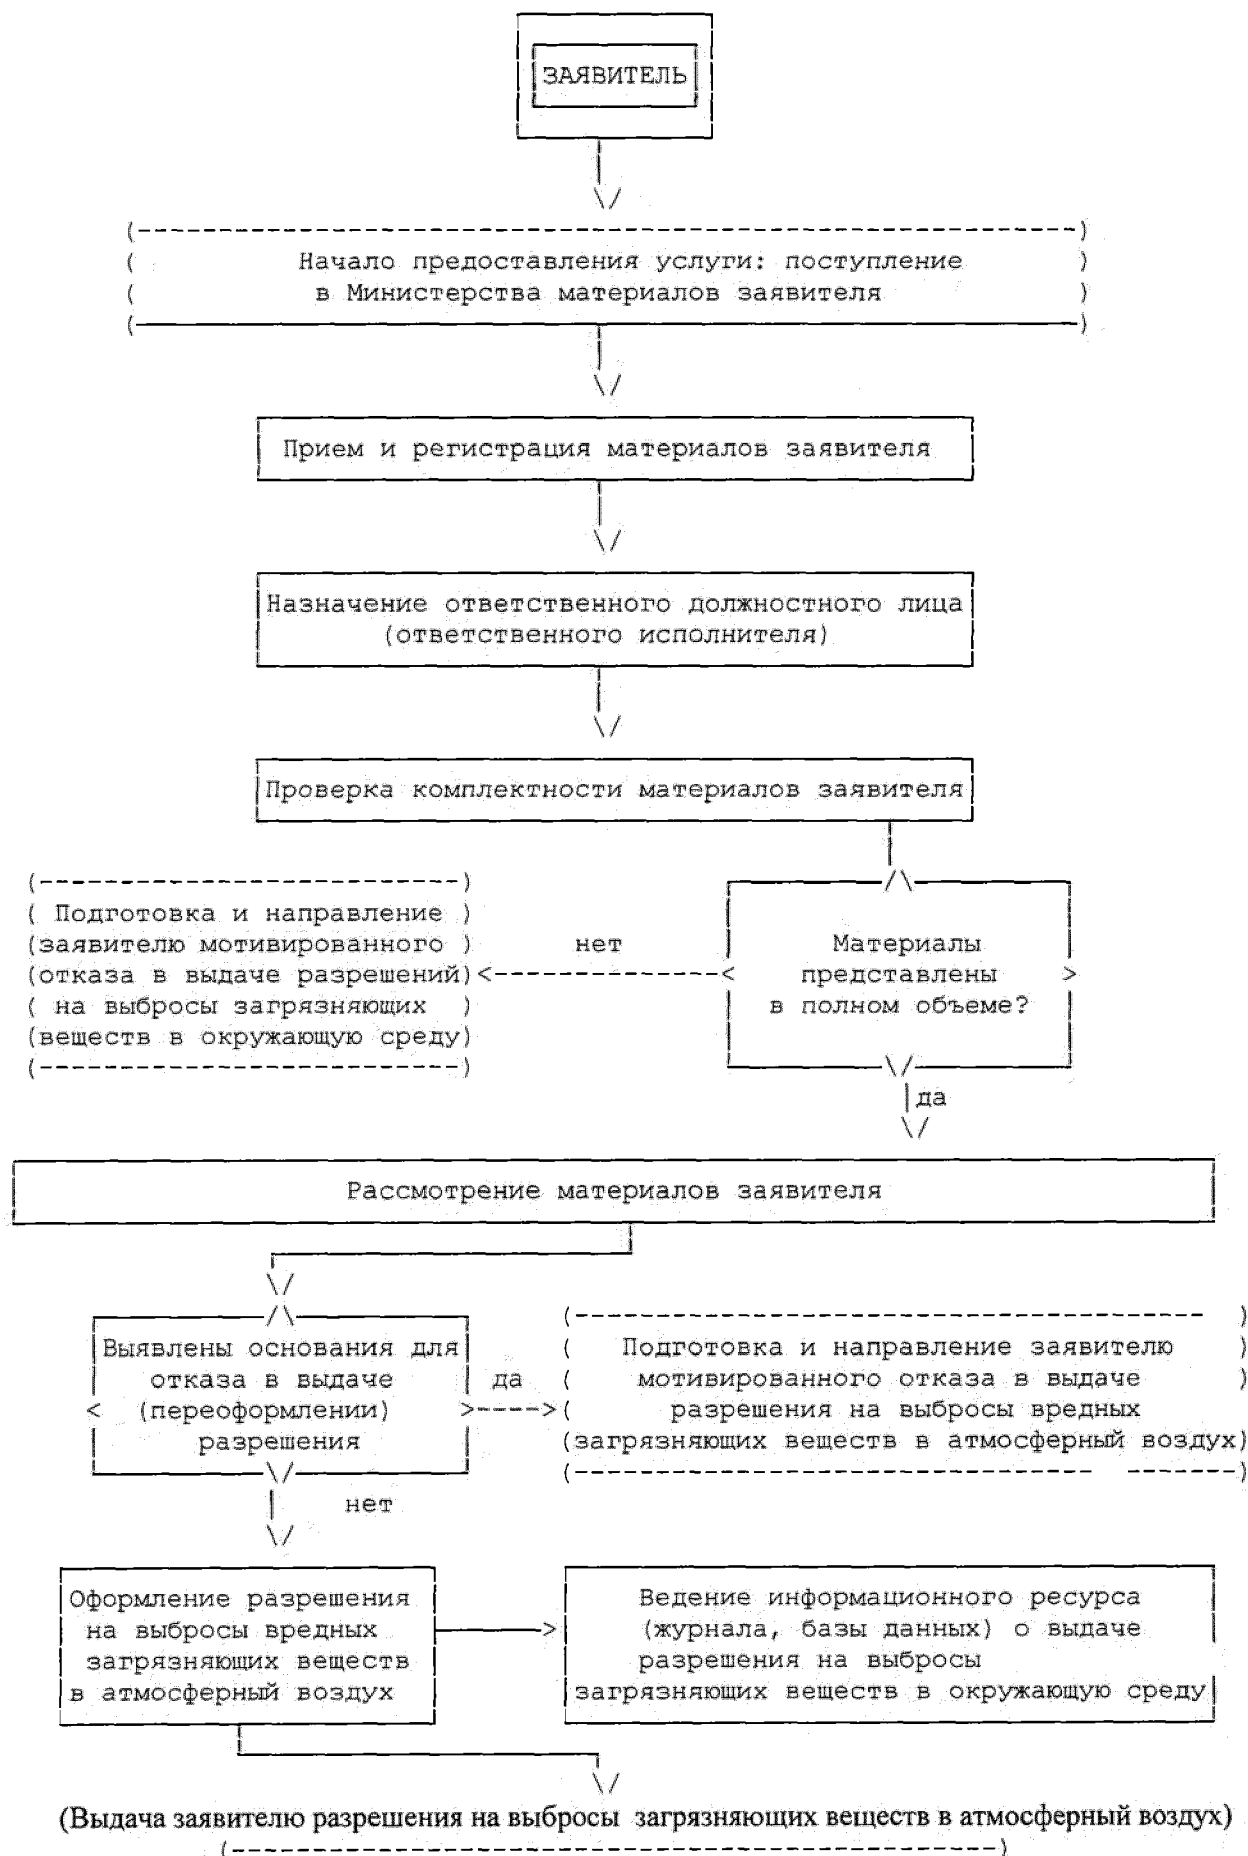 ЗАЯВИТЕЛЬ
Начало предоставления услуги: поступление
в Министерства материалов заявителя
Прием и регистрация материалов заявителя
Назначение ответственного должностного лица
(ответственного исполнителя)
Проверка комплектности материалов заявителя
Подготовка и направление
заявителю мотивированного
отказа в выдаче разрешений
на выбросы загрязняющих
веществ в окружающую среду
нет
Материалы
представлены
в полном объеме?
да
Рассмотрение материалов заявителя
Выявлены основания для
отказа в выдаче
(переоформлении)
разрешения
да
Подготовка и направление заявителю
мотивированного отказа в выдаче
разрешения на выбросы вредных
загрязняющих веществ в атмосферный воздух
нет
Оформление разрешения
на выбросы вредных
загрязняющих веществ
в атмосферный воздух
Ведение информационного ресурса
(журнала, базы данных) о выдаче
разрешения на выбросы
загрязняющих веществ в окружающую среду
(Выдача заявителю разрешения на выбросы загрязняющих веществ в атмосферный воздух)